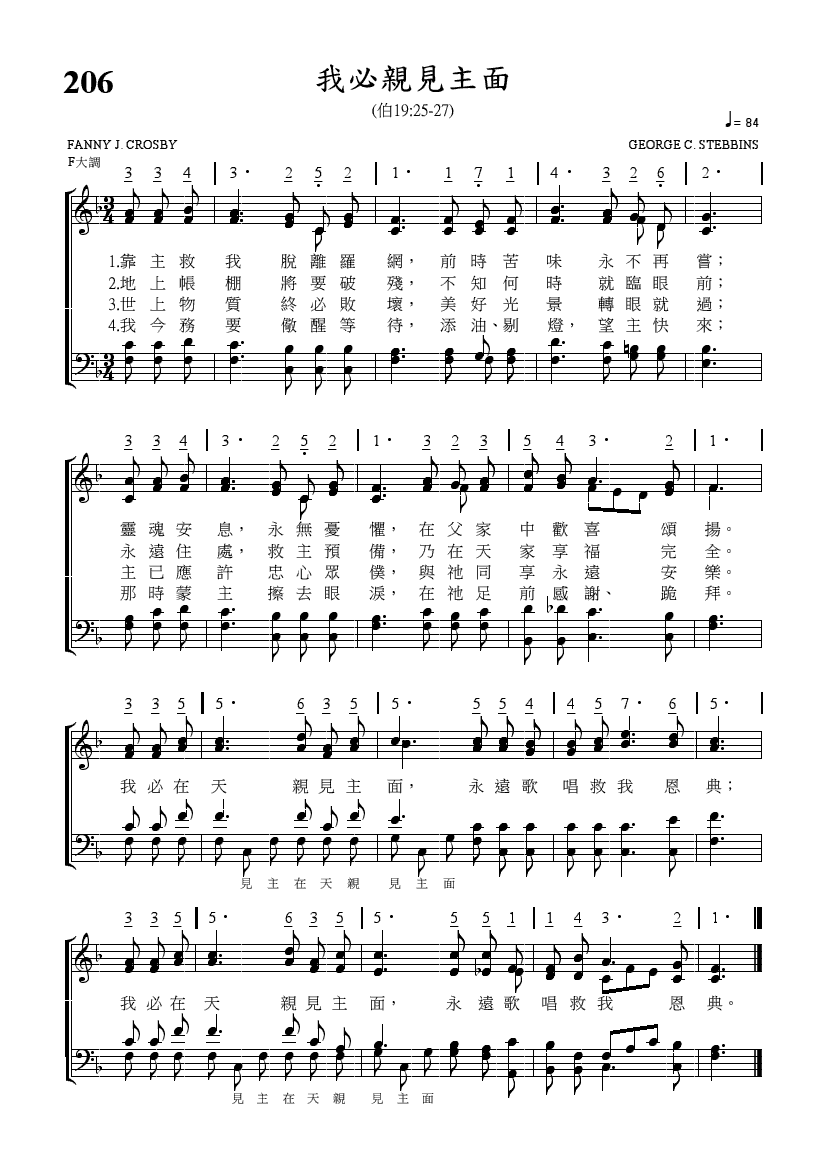 206
我必親見主面
(伯19:25-27)
♩= 84
FANNY J. CROSBY
GEORGE C. STEBBINS
F大調
3 3 4 | 3· 2 5 2 | 1· 1 7 1 | 4· 3 2 6 | 2· |
3/4
1.靠主救我脫離羅網，前時苦味永不再嘗；
2.地上帳棚將要破殘，不知何時就臨眼前；
3.世上物質終必敗壞，美好光景轉眼就過；
4.我今務要儆醒等待，添油、剔燈，望主快來；
3/4
3 3 4 | 3· 2 5 2 | 1· 3 2 3 | 5 4 3· 2 | 1· |
靈魂安息，永無憂懼，在父家中歡喜頌揚。
永遠住處，救主預備，乃在天家享福完全。
主已應許忠心眾僕，與祂同享永遠安樂。
那時蒙主擦去眼淚，在祂足前感謝、跪拜。
3 3 5 | 5· 6 3 5 | 5· 5 5 4 | 4 5 7· 6 | 5· |
我必在天親見主面，永遠歌唱救我恩典；
見主在天親見主面
3 3 5 | 5· 6 3 5 | 5· 5 5 1 | 1 4 3· 2 | 1· ‖
我必在天親見主面，永遠歌唱救我恩典。
見主在天親見主面